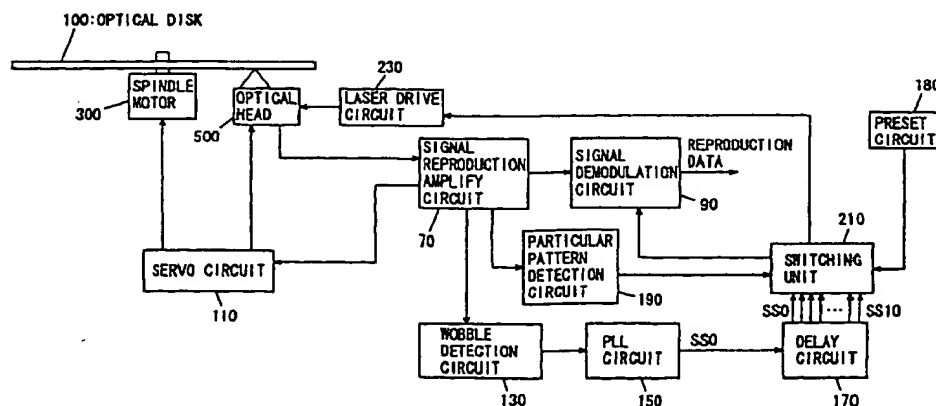 100:OPTICAL DISK
SPINDLE
MOTOR
300
OPTICAL
HEAD
500
230
LASER DRIVE
CIRCUIT
180
PRESET
CIRCUIT
SIGNAL
REPRODUCTION
AMPLIFY
CIRCUIT
70
SIGNAL
DEMODULATION
CIRCUIT
90
REPRODUCTION
DATA
SERVO CIRCUIT
110
PARTICULAR
PATTERN
DETECTION
CIRCUIT
190
210
SWITCHING
UNIT
SS0
...
SS10
WOBBLE
DETECTION
CIRCUIT
130
PLL
CIRCUIT
150
SS0
DELAY
CIRCUIT
170